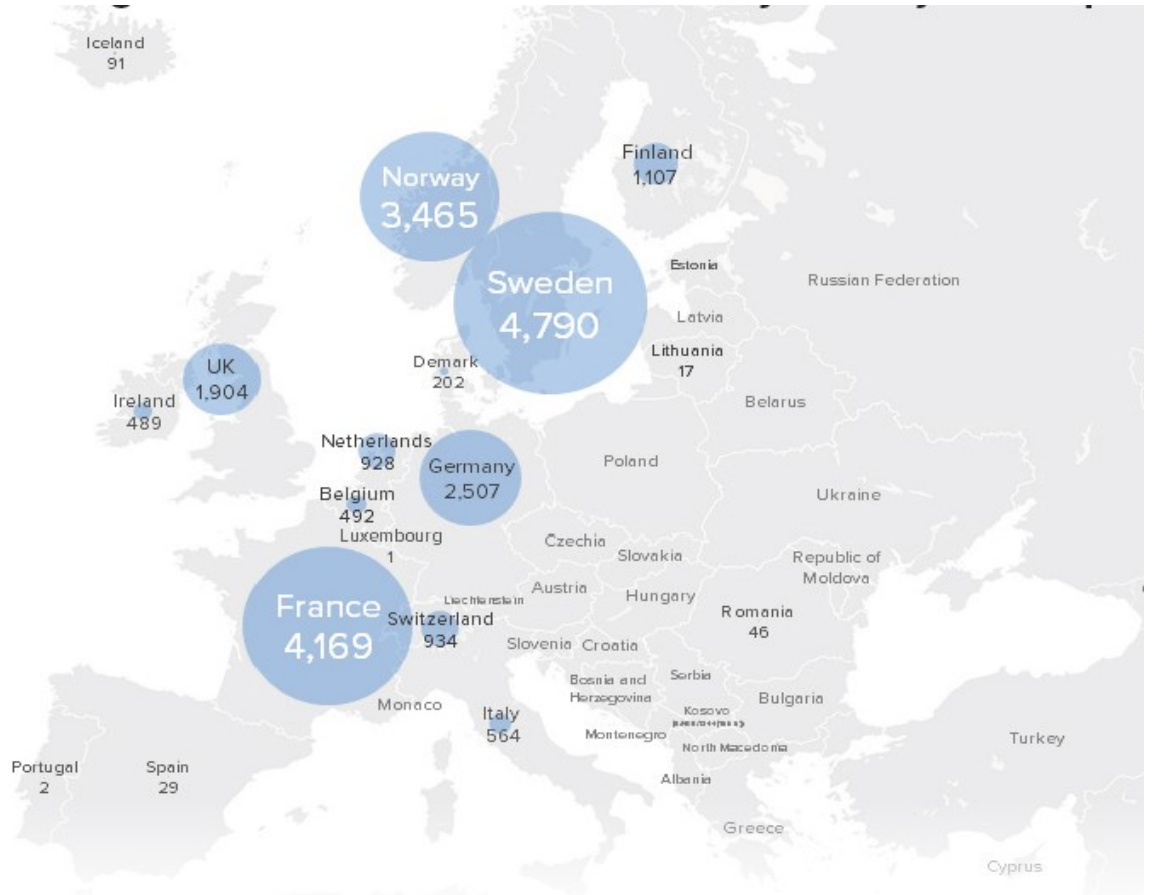 Iceland
91
Norway
3,465
Finland
1,107
Sweden
4,790
Estonia
Russian Federation
Latvia
Lithuania
17
Demark
202
UK
1,904
Ireland
489
Belarus
Netherlands
928
Germany
2,507
Poland
Belgium
492
Ukraine
Luxembourg
1
Czechia
Slovakia
Republic of
Moldova
Austria
Hungary
Liechtenstein
France
4,169
Switzerland
934
Romania
46
Slovenia
Croatia
Bosnia and
Herzegovina
Serbia
Bulgaria
Monaco
Kosovo
Italy
564
Montenegro
North Macedonia
Turkey
Portugal
2
Spain
29
Albania
Greece
Cyprus